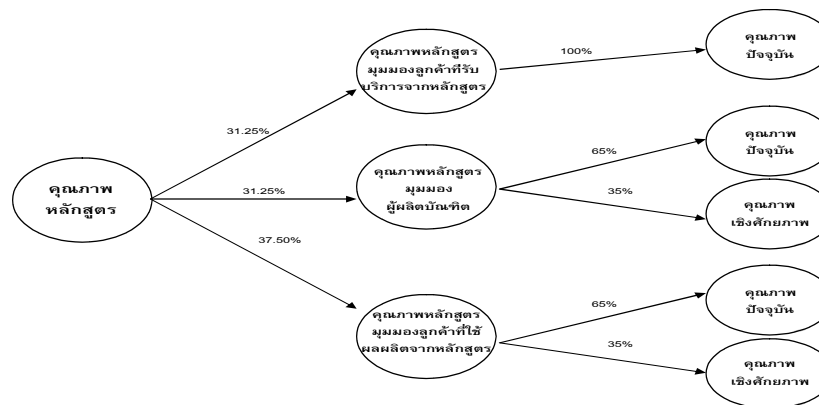 คุณภาพ
หลักสูตร
31.25%
31.25%
37.50%
คุณภาพหลักสูตร
มุมมองลูกค้าที่รับ
บริการจากหลักสูตร
100%
คุณภาพ
ปัจจุบัน
คุณภาพหลักสูตร
มุมมอง
ผู้ผลิตบัณฑิต
65%
35%
คุณภาพ
ปัจจุบัน
คุณภาพ
เชิงศักยภาพ
คุณภาพหลักสูตร
มุมมองลูกค้าที่ใช้
ผลผลิตจากหลักสูตร
65%
35%
คุณภาพ
ปัจจุบัน
คุณภาพ
เชิงศักยภาพ